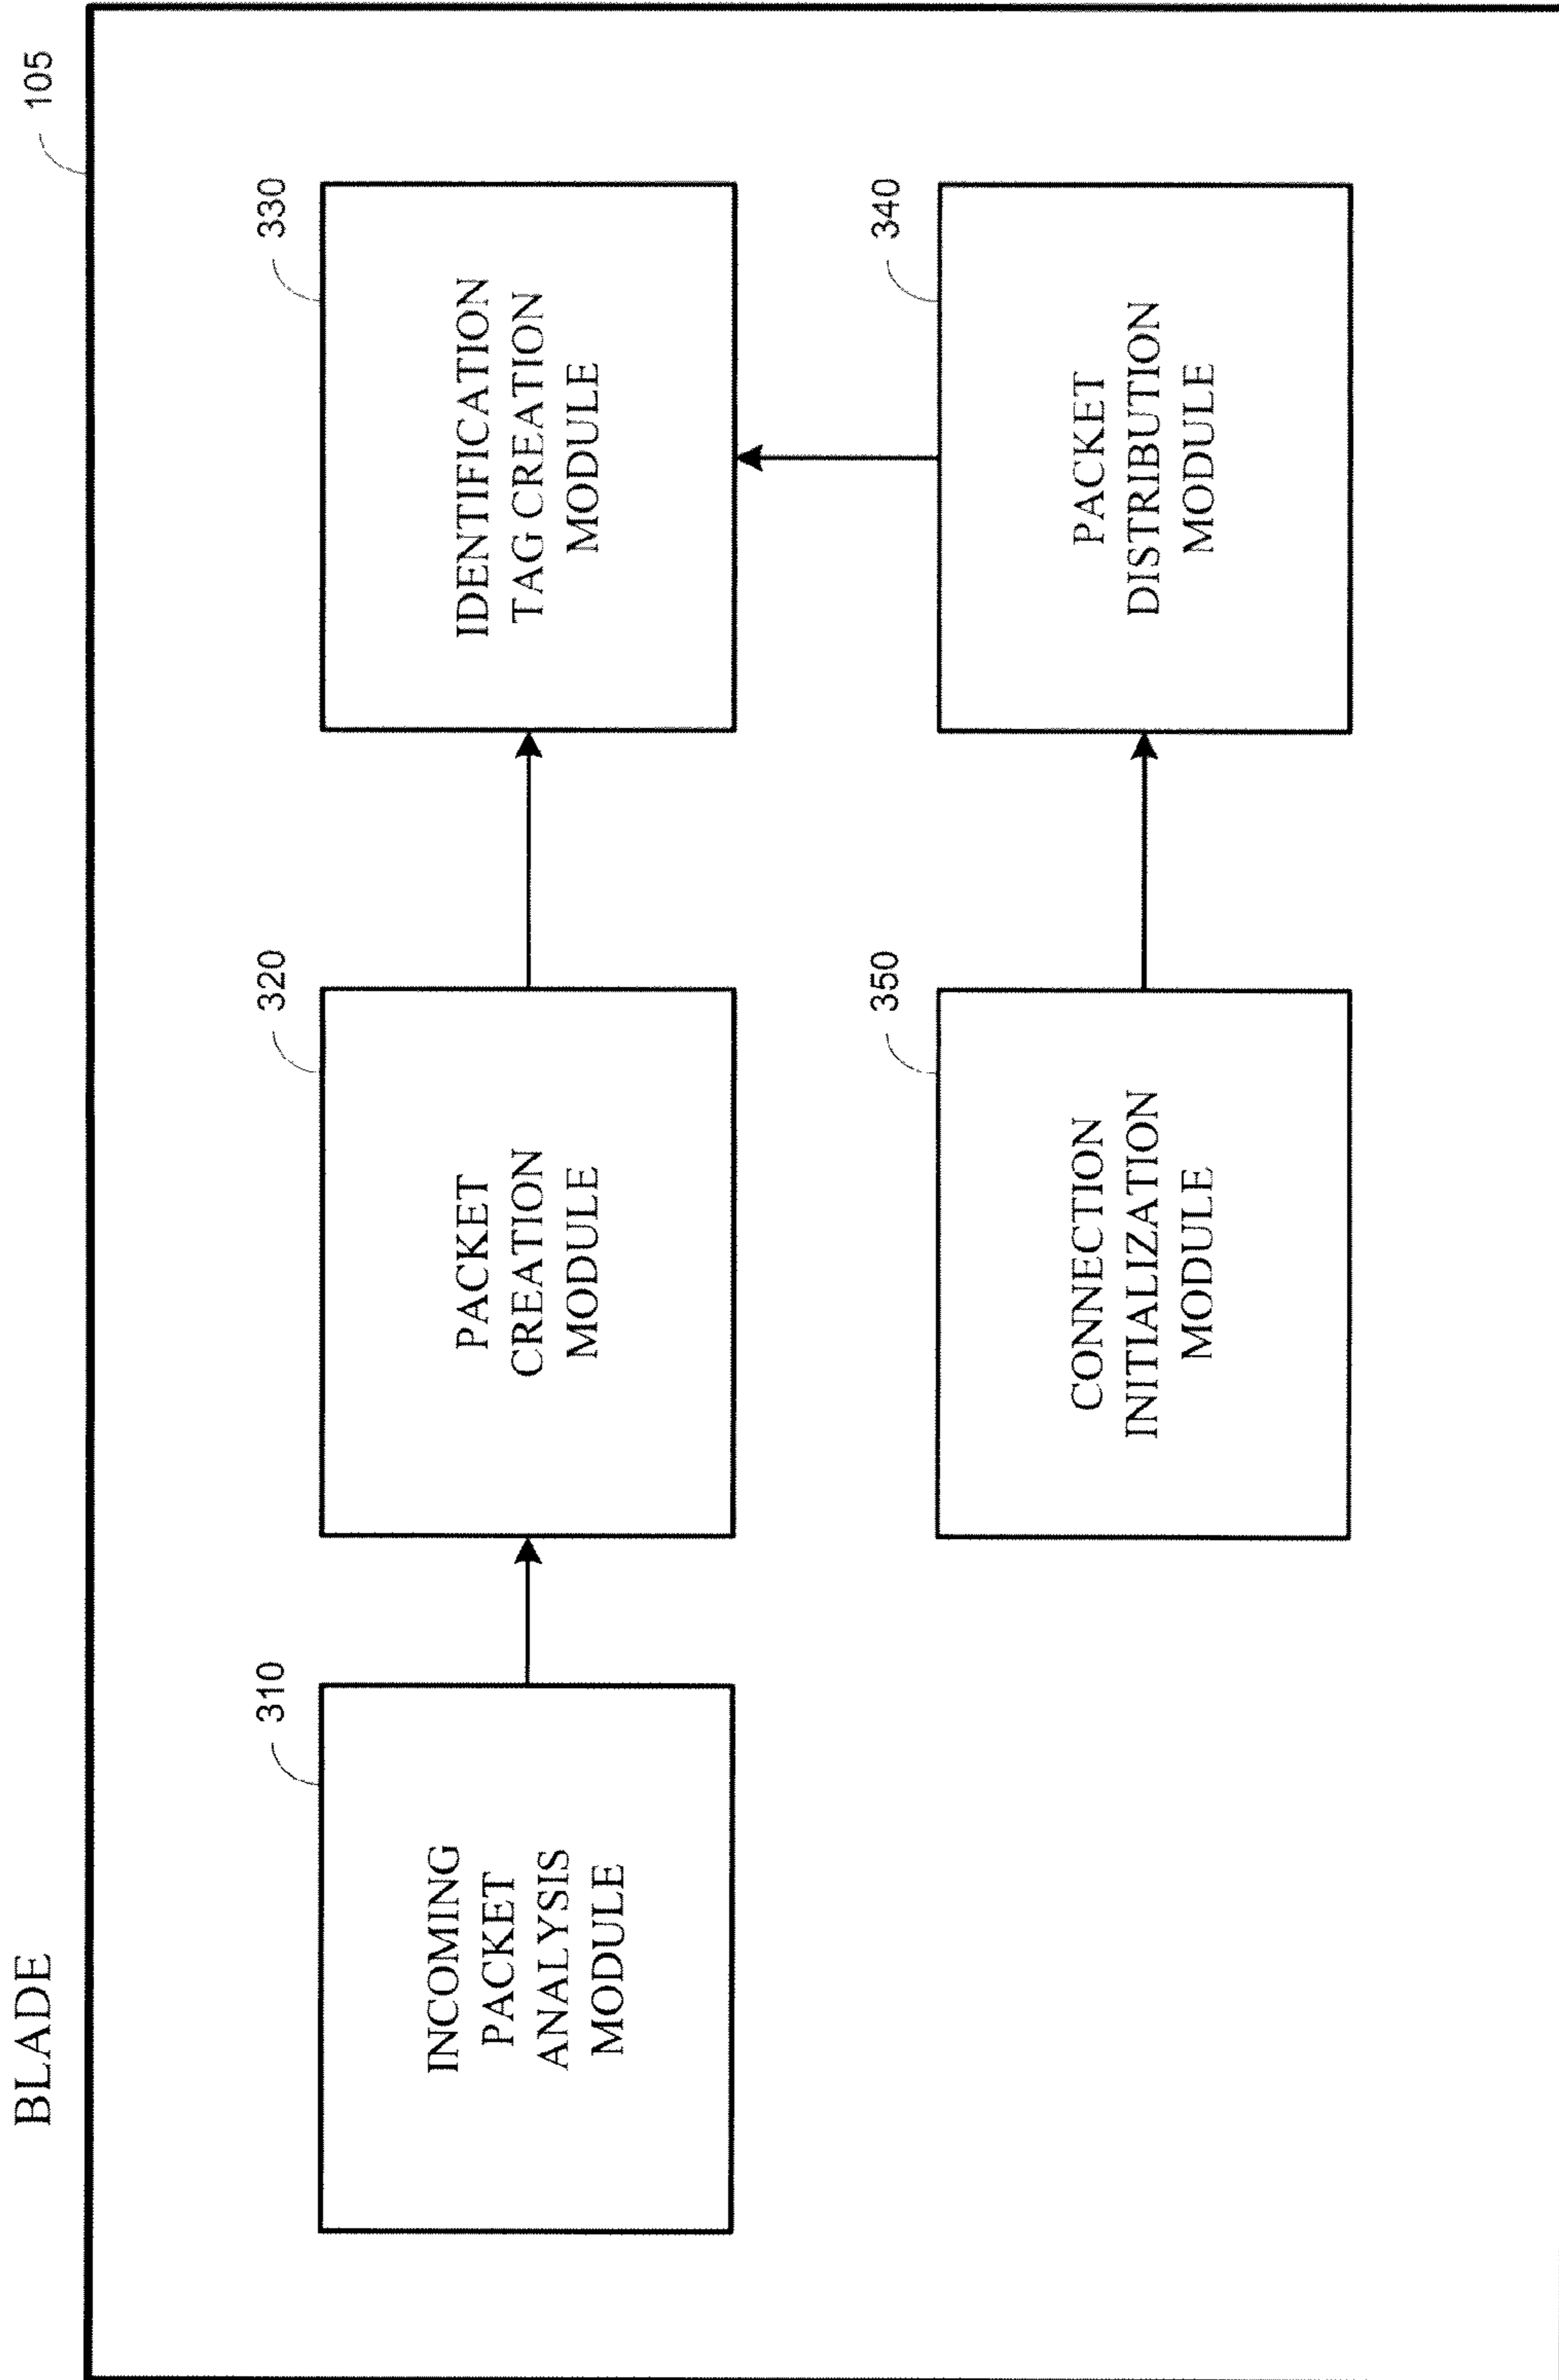 BLADE
105
310
INCOMING
PACKET
ANALYSIS
MODULE
320
PACKET
CREATION
MODULE
330
IDENTIFICATION
TAG CREATION
MODULE
350
CONNECTION
INITIALIZATION
MODULE
340
PACKET
DISTRIBUTION
MODULE